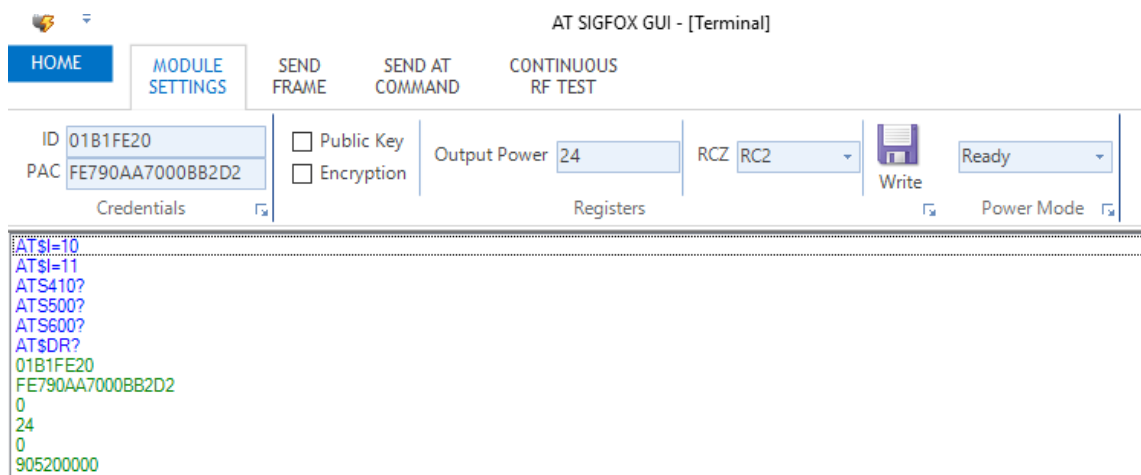 AT SIGFOX GUI - [Terminal]
HOME
MODULE SETTINGS
SEND FRAME
SEND AT COMMAND
CONTINUOUS RF TEST
ID 01B1FE20
PAC FE790AA7000BB2D2
Credentials
Public Key
Encryption
Output Power 24
RCZ RC2
Write
Registers
Ready
Power Mode
AT$I=10
AT$I=11
ATS410?
ATS500?
ATS600?
AT$DR?
01B1FE20
FE790AA7000BB2D2
0
24
0
905200000